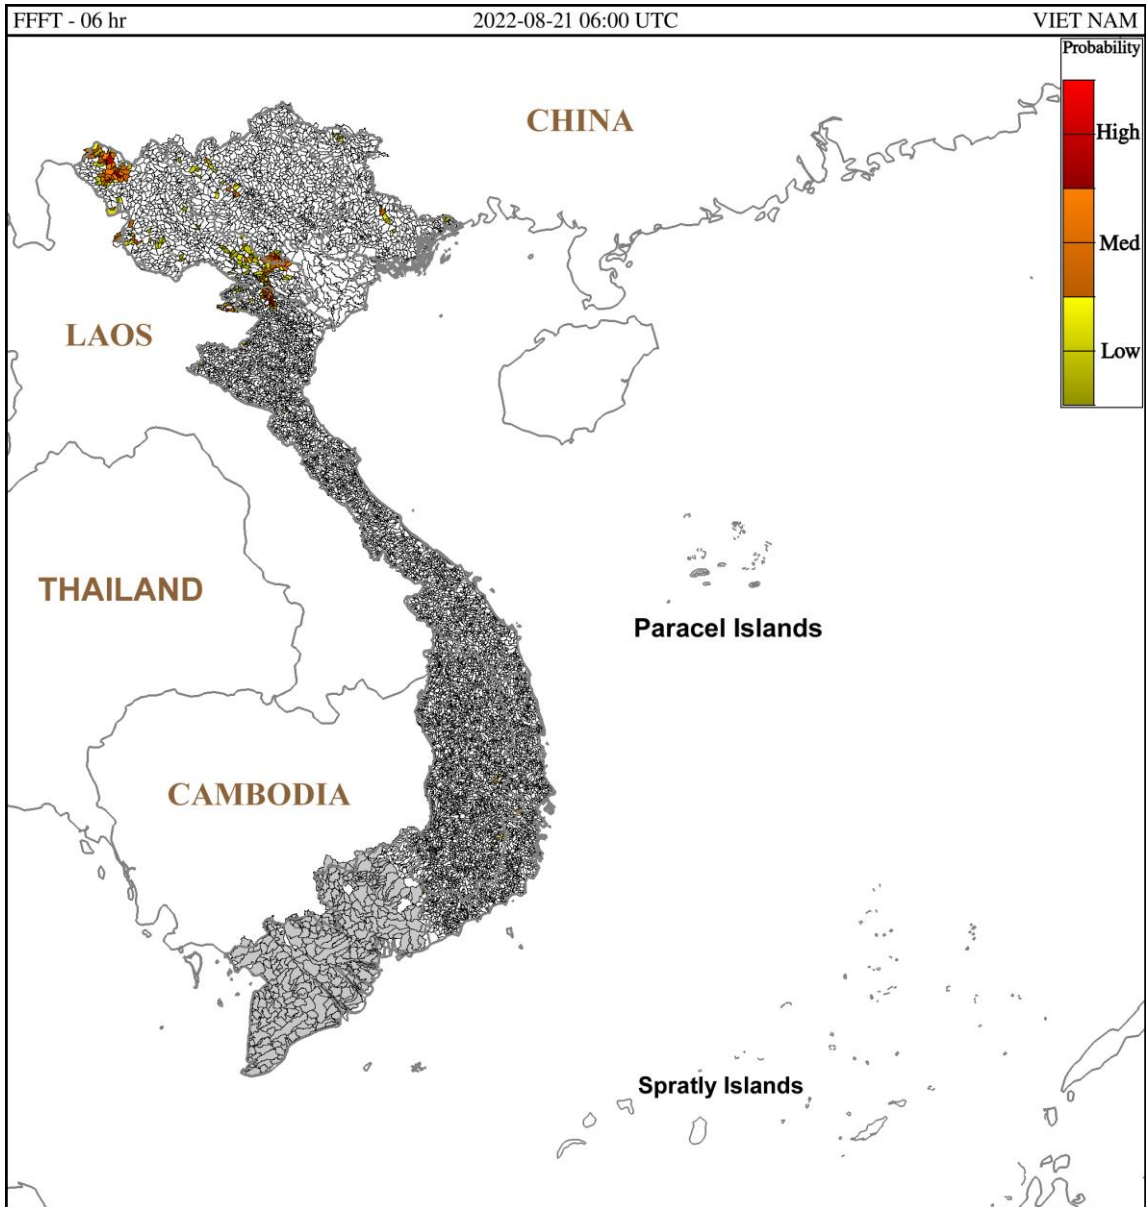 FFFT - 06 hr 2022-08-21 06:00 UTC VIET NAM
Probability
CHINA
High
Med
LAOS
Low
THAILAND
Paracel Islands
CAMBODIA
Spratly Islands